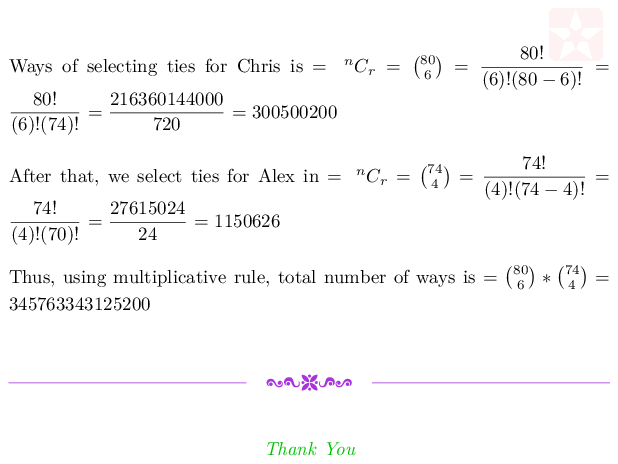 Ways of selecting ties for Chris is = ⁿCᵣ = \binom{80}{6} = \frac{80!}{(6)!(80 − 6)!} =
\frac{80!}{(6)!(74)!} = \frac{216360144000}{720} = 300500200
After that, we select ties for Alex in = ⁿCᵣ = \binom{74}{4} = \frac{74!}{(4)!(74 − 4)!} =
\frac{74!}{(4)!(70)!} = \frac{27615024}{24} = 1150626
Thus, using multiplicative rule, total number of ways is = \binom{80}{6} * \binom{74}{4} =
345763343125200
Thank You